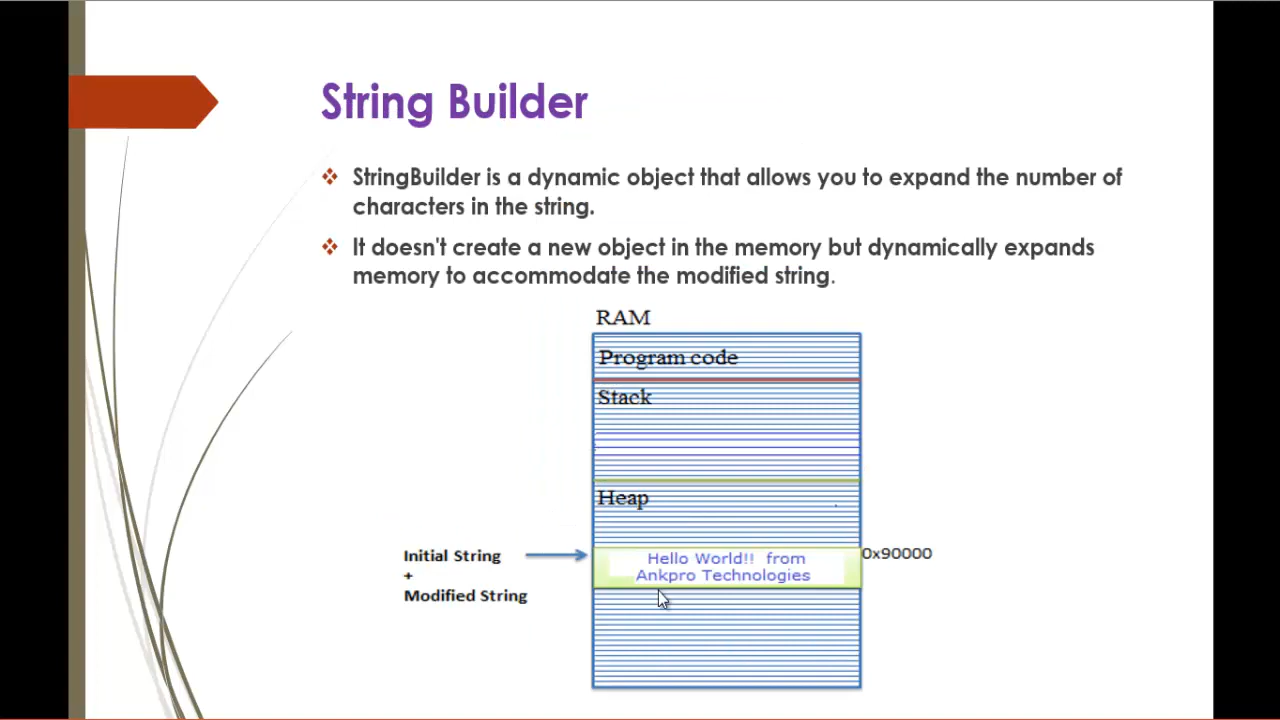 String Builder
StringBuilder is a dynamic object that allows you to expand the number of
characters in the string.
It doesn't create a new object in the memory but dynamically expands
memory to accommodate the modified string.
RAM
Program code
Stack
Heap
Initial String
+
Modified String
Hello World!! from
Ankpro Technologies
0x90000